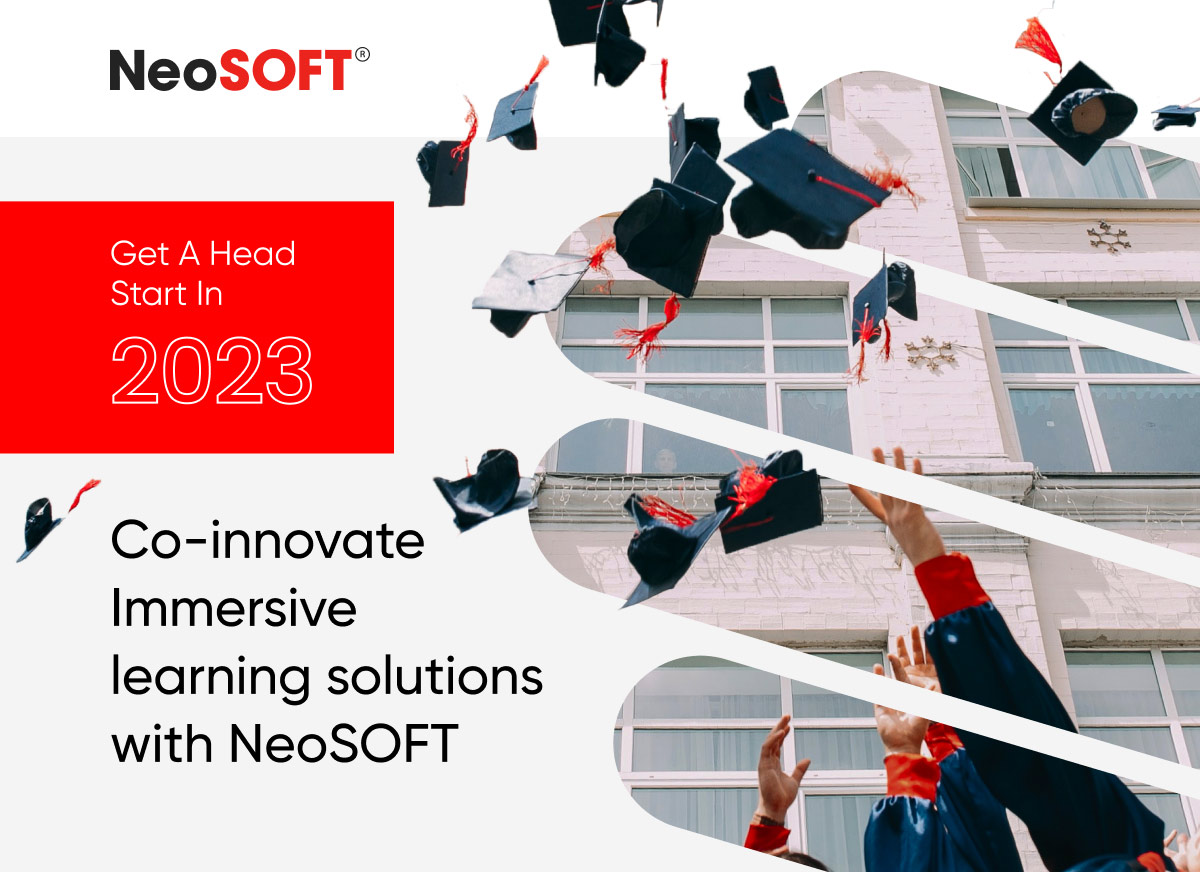 NeoSOFT®
Get A Head
Start In
2023
Co-innovate
Immersive
learning solutions
with NeoSOFT